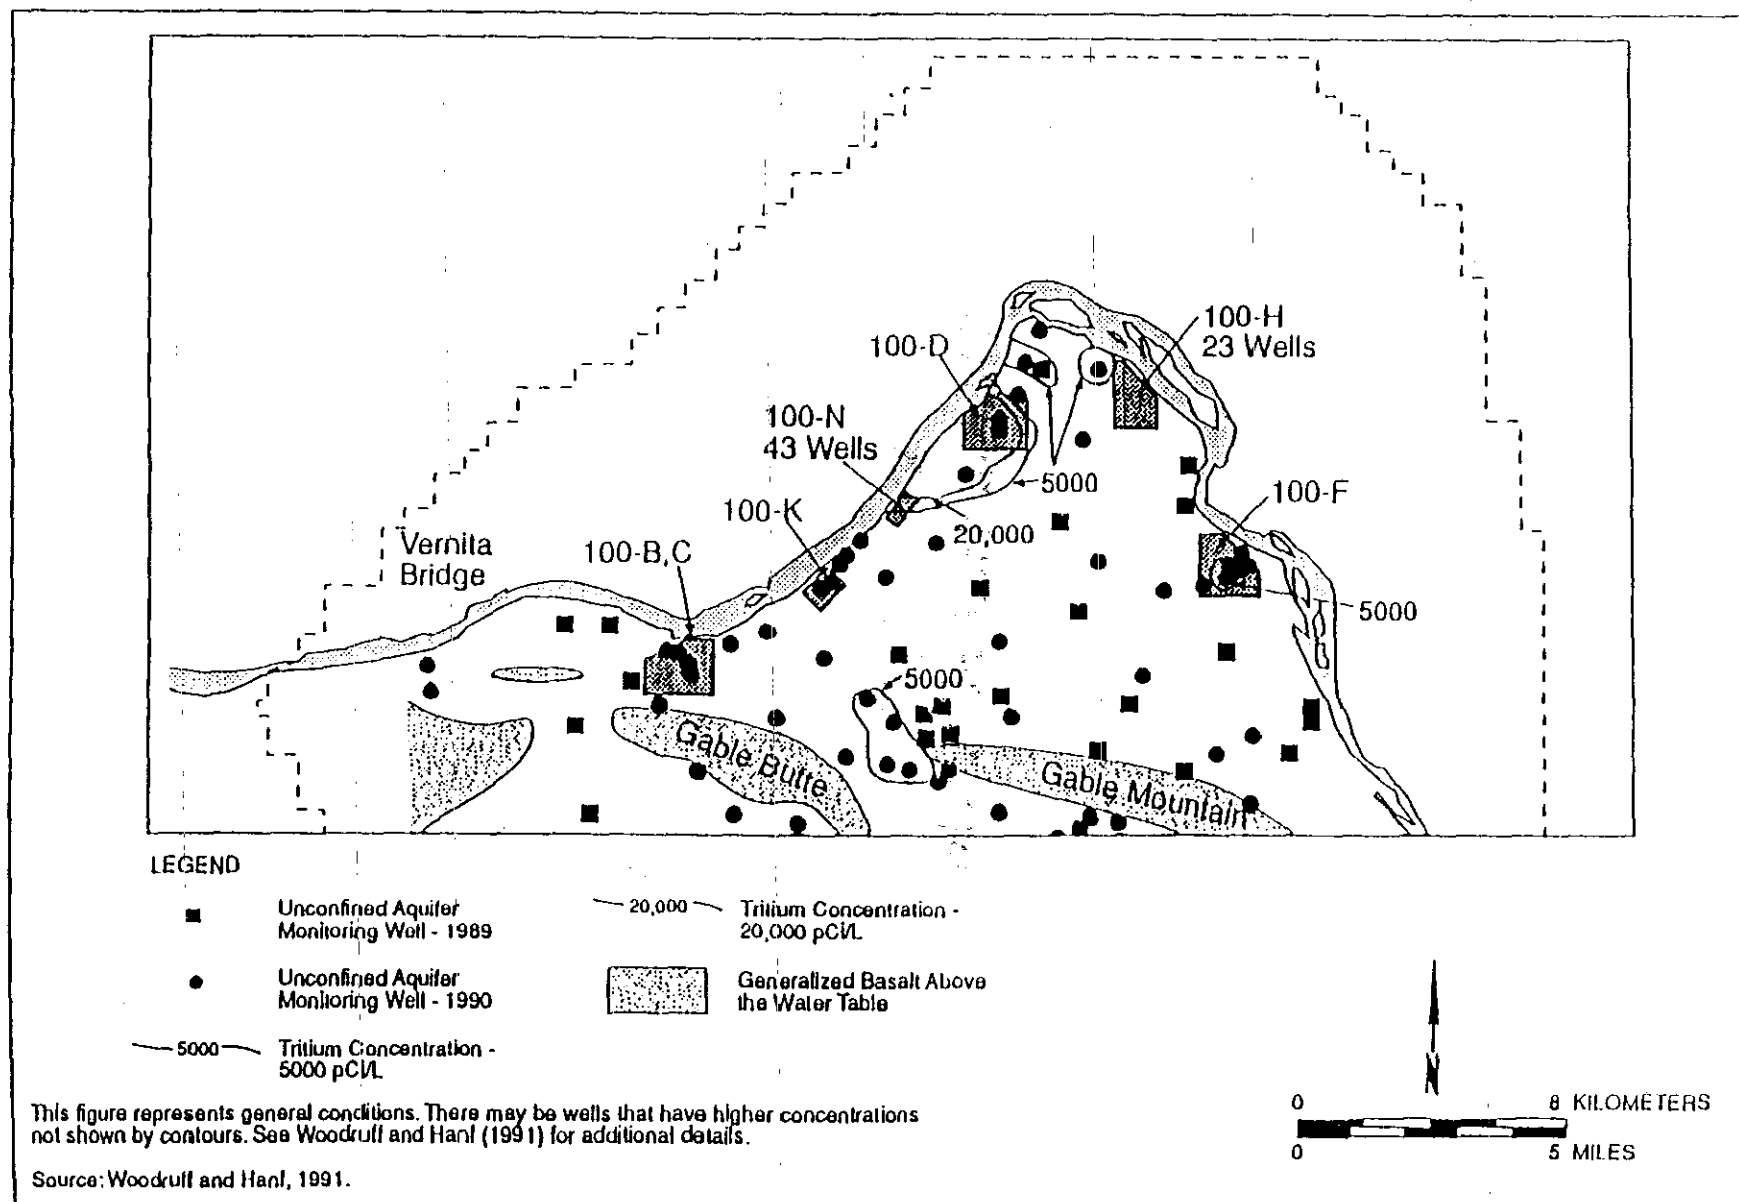 100-H
23 Wells
100-D
100-N
43 Wells
5000
100-F
100-K
20,000
Vernita
Bridge
100-B,C
5000
5000
Gable Butte
Gable Mountain
LEGEND
Unconfined Aquifer
Monitoring Well - 1989
Unconfined Aquifer
Monitoring Well - 1990
5000
Tritium Concentration -
5000 pCi/L
20,000
Tritium Concentration -
20,000 pCi/L
Generalized Basalt Above
the Water Table
N
This figure represents general conditions. There may be wells that have higher concentrations
not shown by contours. See Woodruff and Hanf (1991) for additional details.
Source: Woodruff and Hanf, 1991.
0 8 KILOMETERS
0 5 MILES